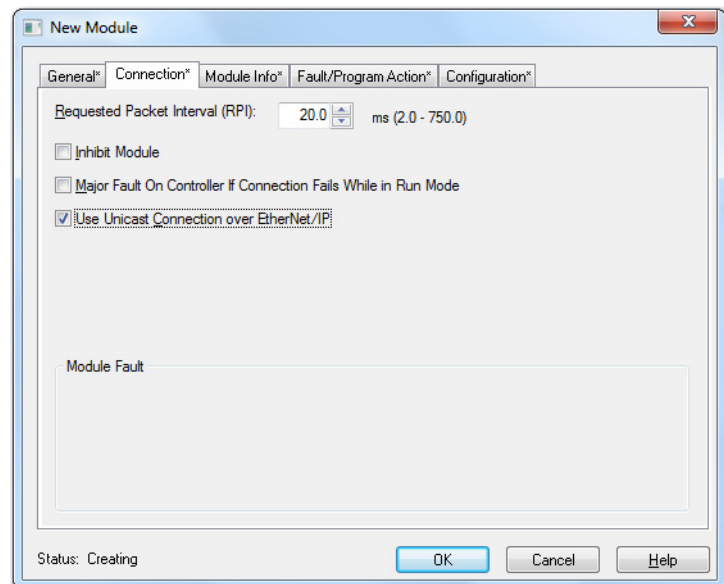 New Module
General* Connection* Module Info* Fault/Program Action* Configuration*
Requested Packet Interval (RPI): 20.0 ms (2.0 - 750.0)
Inhibit Module
Major Fault On Controller If Connection Fails While in Run Mode
Use Unicast Connection over EtherNet/IP
Module Fault
Status: Creating OK Cancel Help